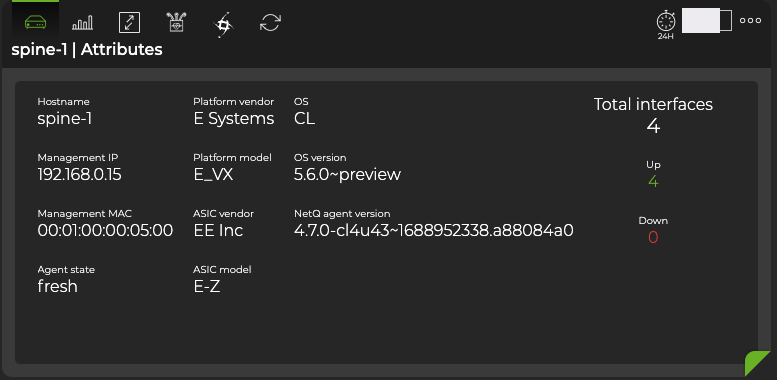 24H
spine-1 | Attributes
Hostname
spine-1
Platform vendor
E Systems
OS
CL
Total interfaces
4
Management IP
192.168.0.15
Platform model
E_VX
OS version
5.6.0~preview
Up
4
Management MAC
00:01:00:00:05:00
ASIC vendor
EE Inc
NetQ agent version
4.7.0-cl4u43~1688952338.a88084a0
Down
0
Agent state
fresh
ASIC model
E-Z